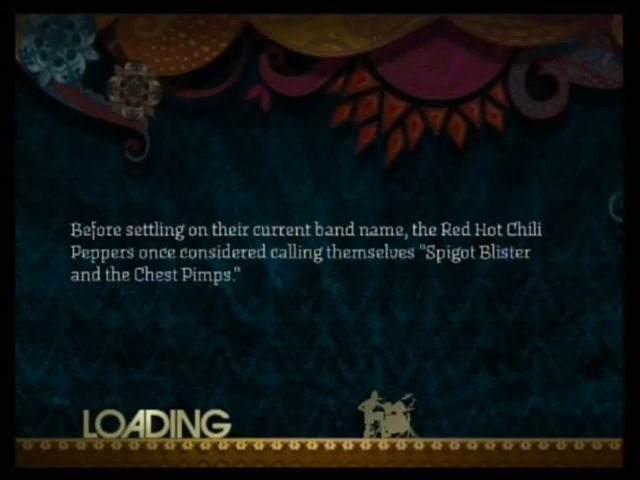 Before settling on their current band name, the Red Hot Chili
Peppers once considered calling themselves "Spigot Blister
and the Chest Pimps."
LOADING